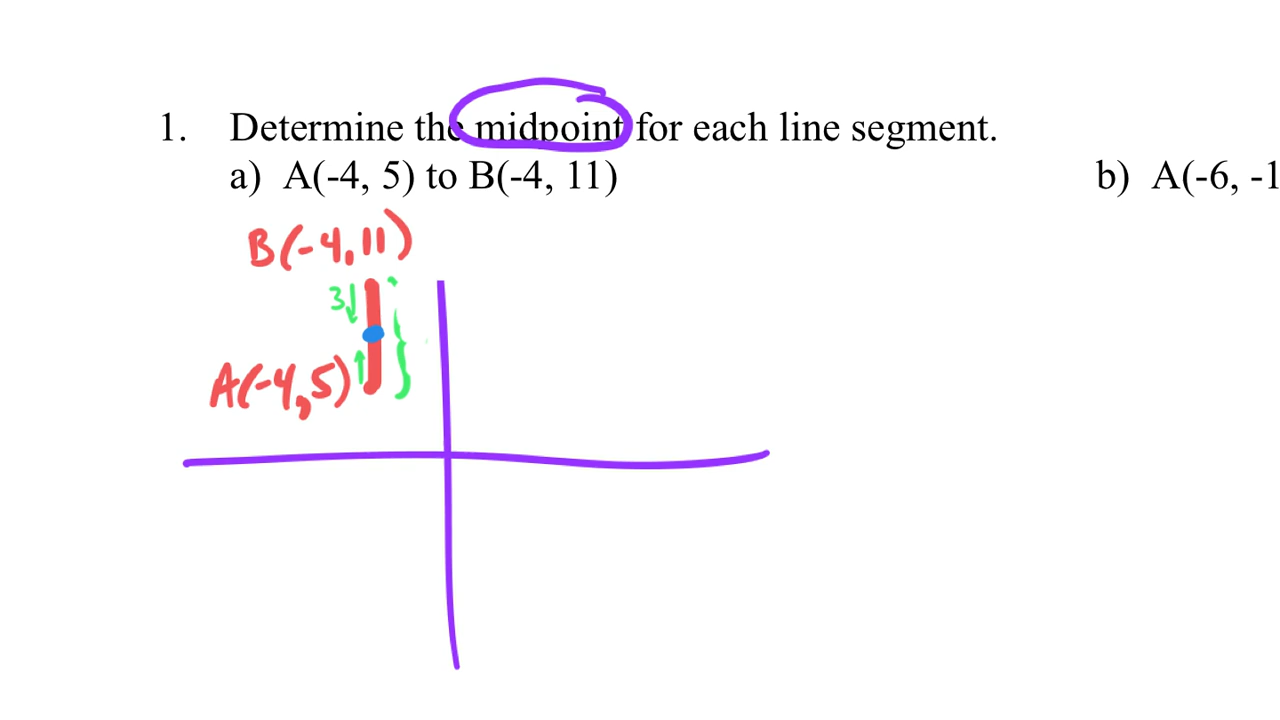 1. Determine the midpoint for each line segment.
a) A(-4, 5) to B(-4, 11)
b) A(-6, -1
B(-4,11)
3
A(-4,5)